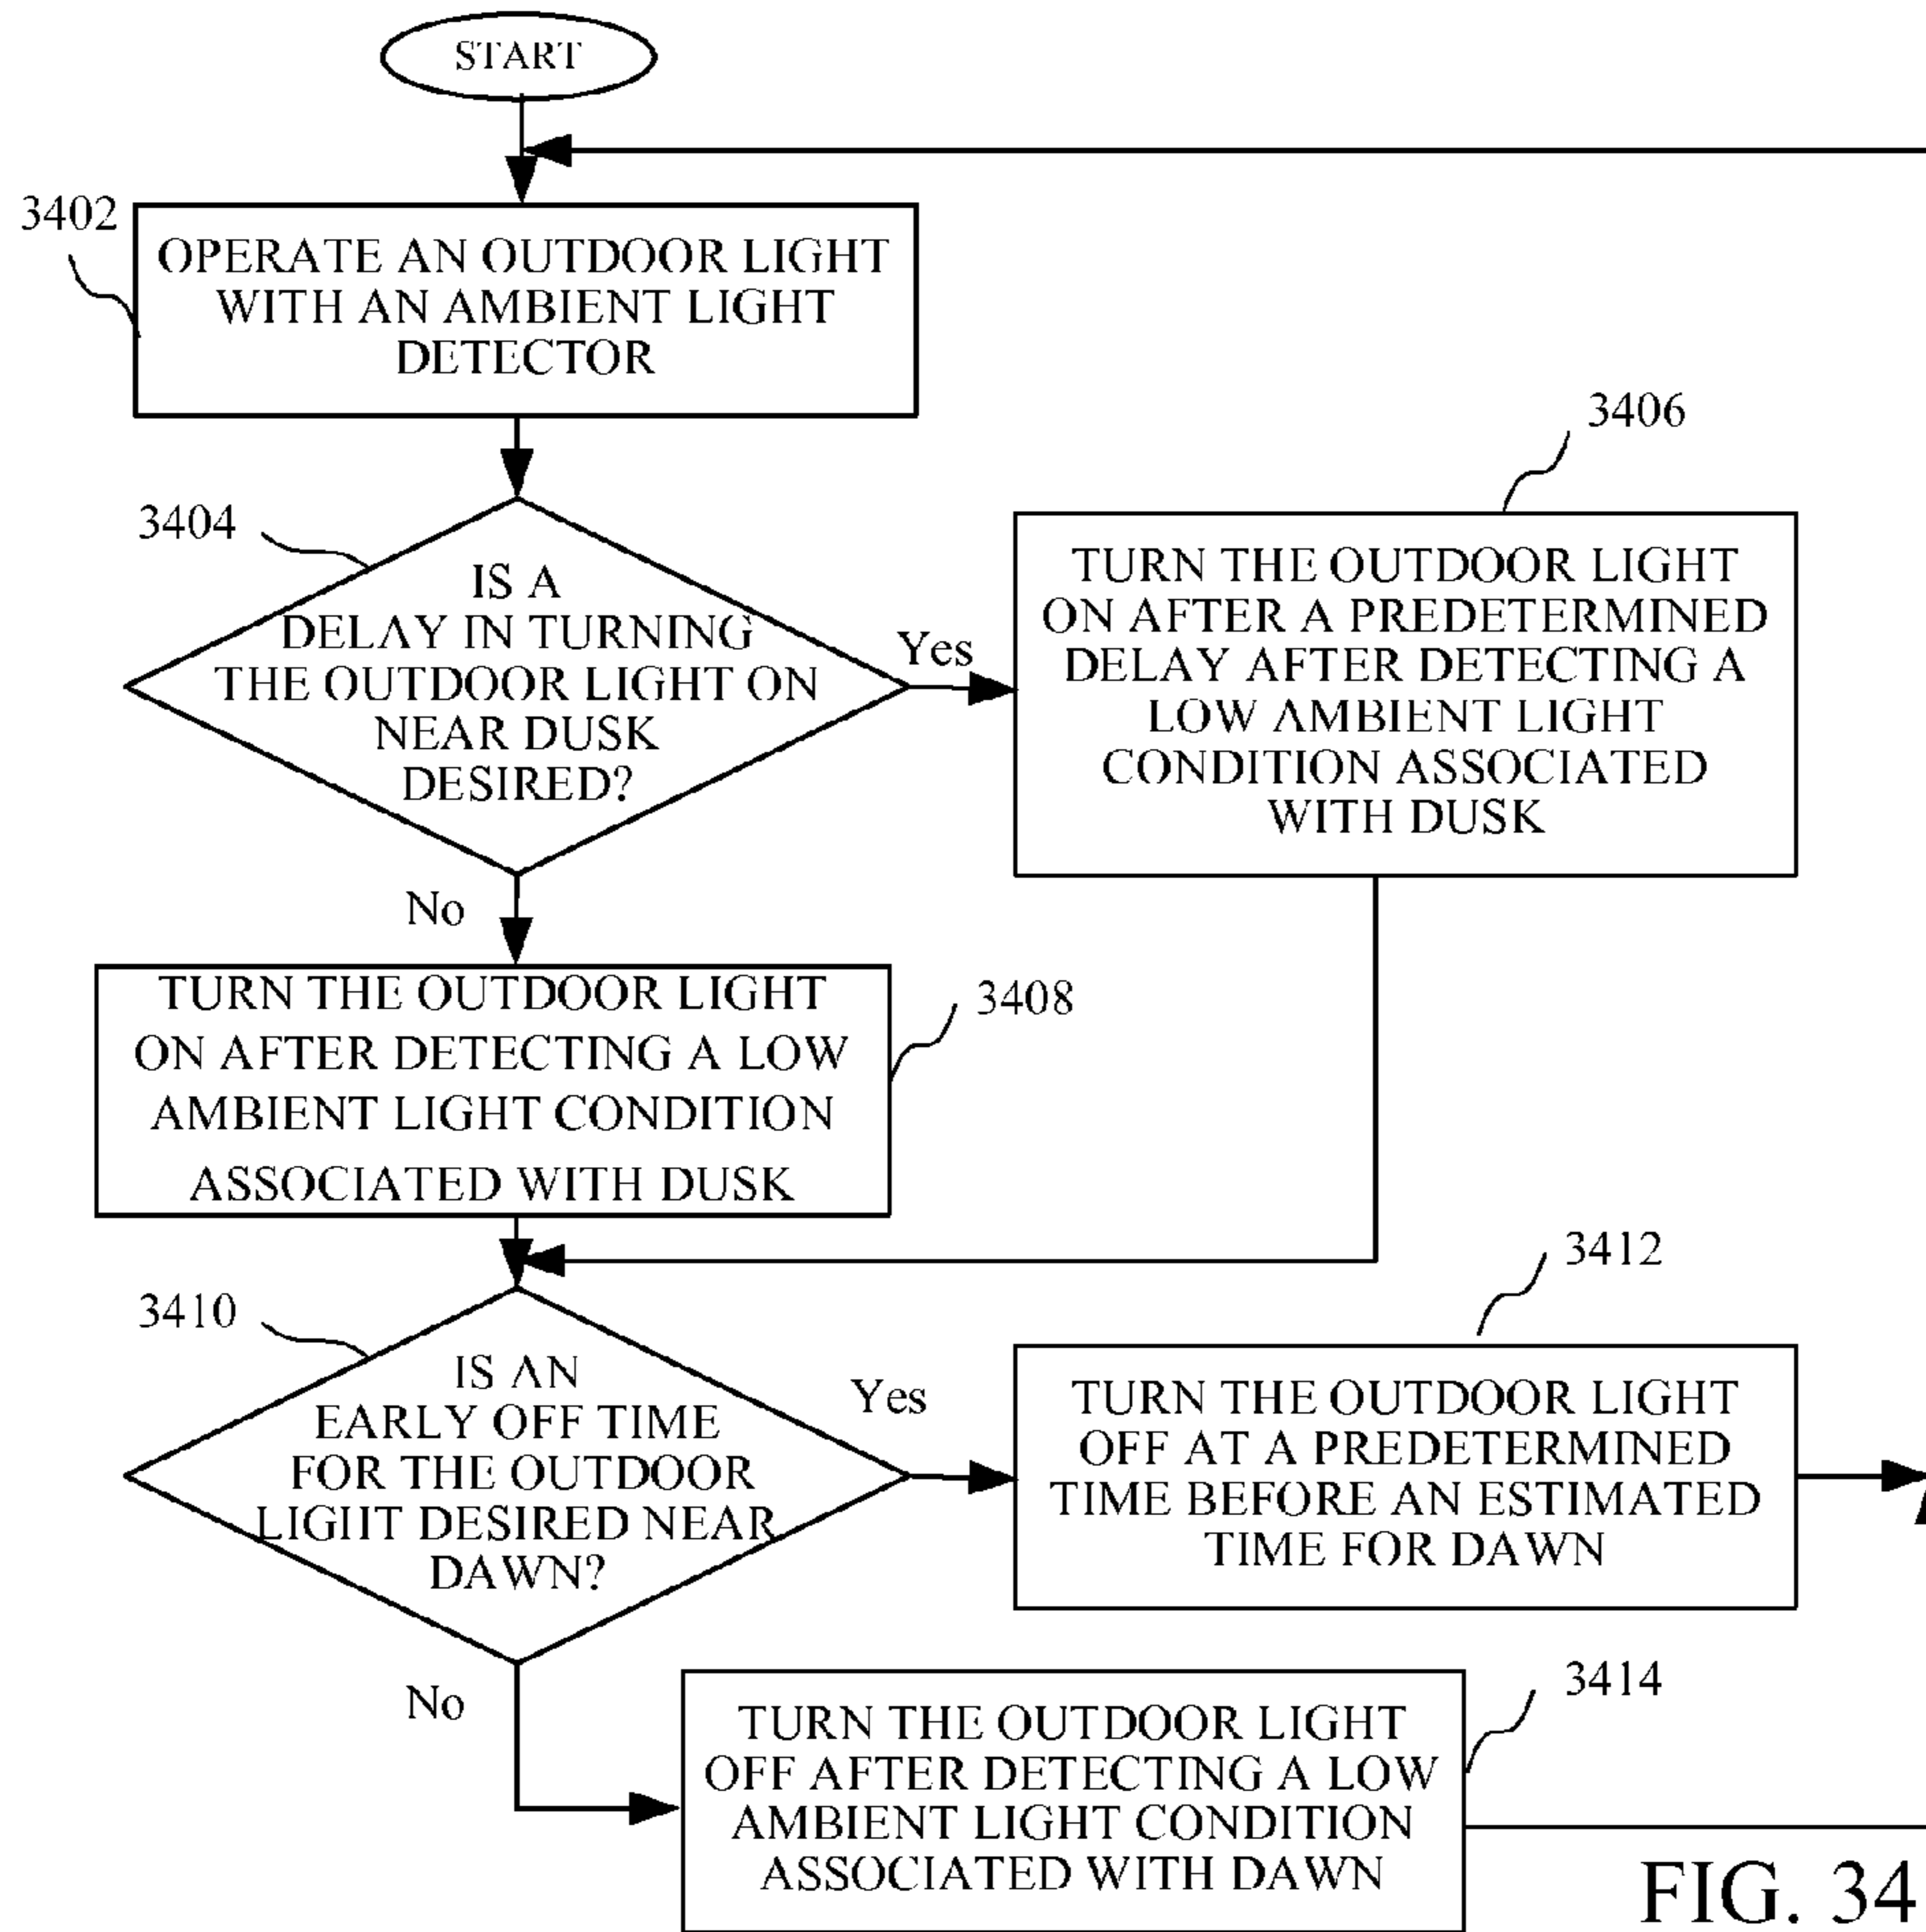 START
3402
OPERATE AN OUTDOOR LIGHT
WITH AN AMBIENT LIGHT
DETECTOR
3404
IS A
DELAY IN TURNING
THE OUTDOOR LIGHT ON
NEAR DUSK
DESIRED?
Yes
3406
TURN THE OUTDOOR LIGHT
ON AFTER A PREDETERMINED
DELAY AFTER DETECTING A
LOW AMBIENT LIGHT
CONDITION ASSOCIATED
WITH DUSK
No
TURN THE OUTDOOR LIGHT
ON AFTER DETECTING A LOW
AMBIENT LIGHT CONDITION
ASSOCIATED WITH DUSK
3408
3410
IS AN
EARLY OFF TIME
FOR THE OUTDOOR
LIGHT DESIRED NEAR
DAWN?
Yes
3412
TURN THE OUTDOOR LIGHT
OFF AT A PREDETERMINED
TIME BEFORE AN ESTIMATED
TIME FOR DAWN
No
3414
TURN THE OUTDOOR LIGHT
OFF AFTER DETECTING A LOW
AMBIENT LIGHT CONDITION
ASSOCIATED WITH DAWN
FIG. 34